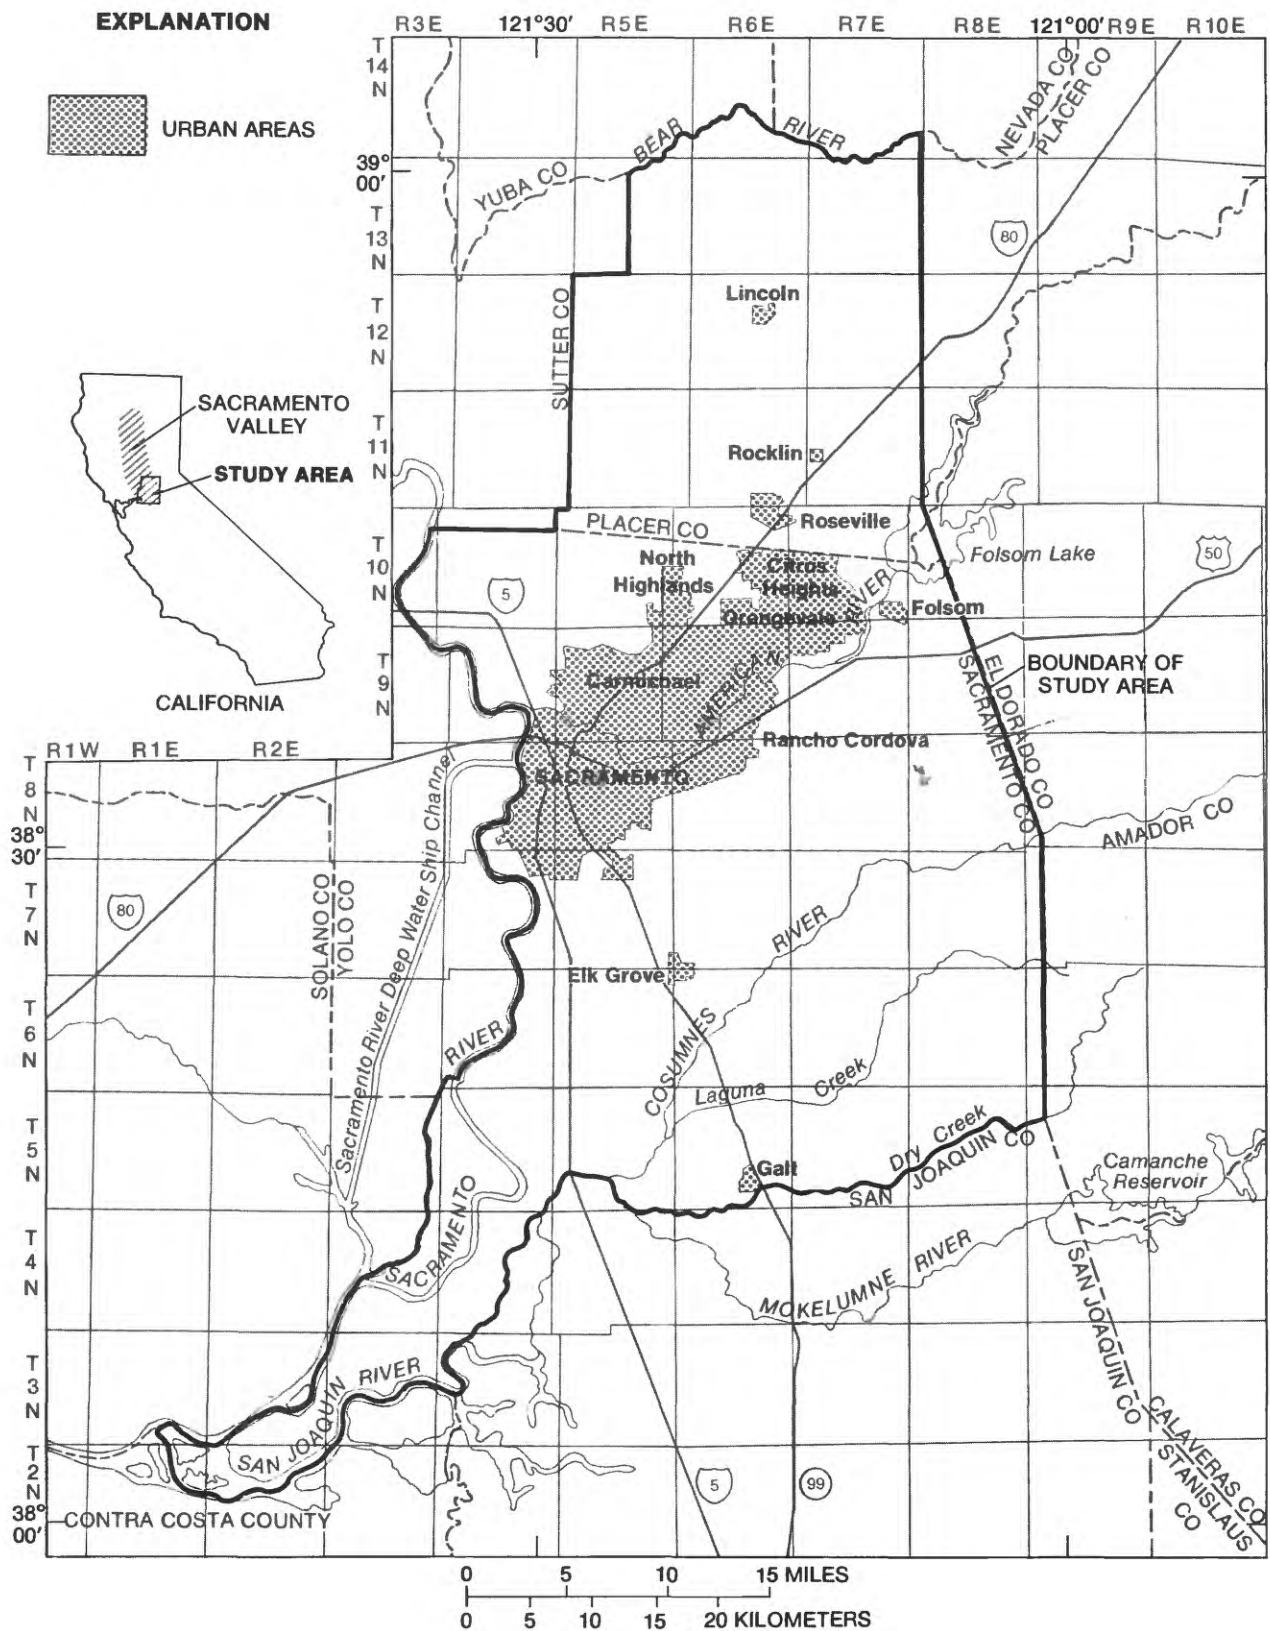 EXPLANATION
URBAN AREAS
R3E 121°30' R5E R6E R7E R8E 121°00' R9E R10E
T
14
N
NEVADA CO
PLACER CO
BEAR RIVER
39°
00'
YUBA CO
T
13
N
80
SUTTER CO
Lincoln
T
12
N
SACRAMENTO
VALLEY
STUDY AREA
CALIFORNIA
T
11
N
Rocklin
Roseville
PLACER CO
T
10
N
North
Highlands
Citrus
Heights
Orangevale
Folsom Lake
50
5
Folsom
AMERICAN RIVER
T
9
N
Carmichael
EL DORADO CO
SACRAMENTO CO
BOUNDARY OF
STUDY AREA
R1W R1E R2E
Rancho Cordova
T
8
N
SACRAMENTO
38°
30'
AMADOR CO
Sacramento River Deep Water Ship Channel
T
7
N
80
SOLANO CO
YOLO CO
COSUMNES RIVER
Elk Grove
T
6
N
Laguna Creek
T
5
N
Dry Creek
SAN JOAQUIN CO
Galt
Camanche
Reservoir
SACRAMENTO RIVER
T
4
N
MOKELUMNE RIVER
SAN JOAQUIN CO
T
3
N
SAN JOAQUIN RIVER
CALAVERAS CO
STANISLAUS
CO
T
2
N
5
99
38°
00'
CONTRA COSTA COUNTY
0 5 10 15 MILES
0 5 10 15 20 KILOMETERS